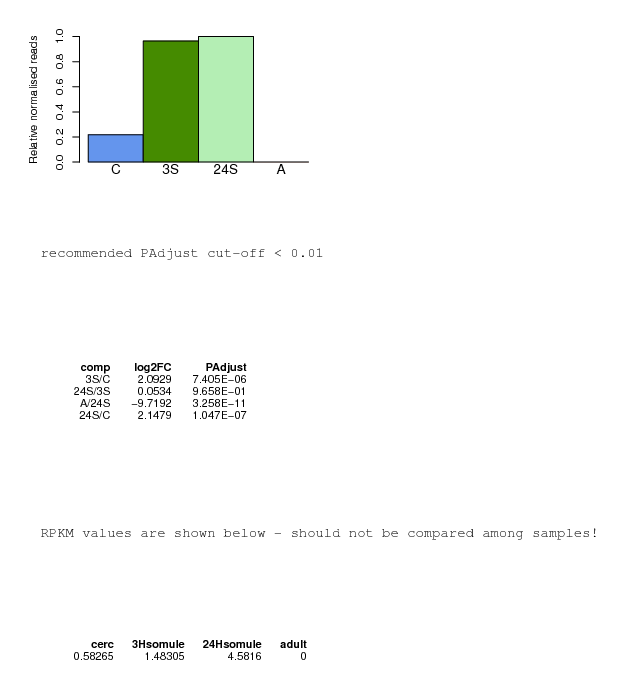 Relative normalised reads
1.0
0.8
0.6
0.4
0.2
0.0
C 3S 24S A
recommended PAdjust cut-off < 0.01
comp log2FC PAdjust
3S/C 2.0929 7.405E−06
24S/3S 0.0534 9.658E−01
A/24S −9.7192 3.258E−11
24S/C 2.1479 1.047E−07
RPKM values are shown below - should not be compared among samples!
cerc 3Hsomule 24Hsomule adult
0.58265 1.48305 4.5816 0